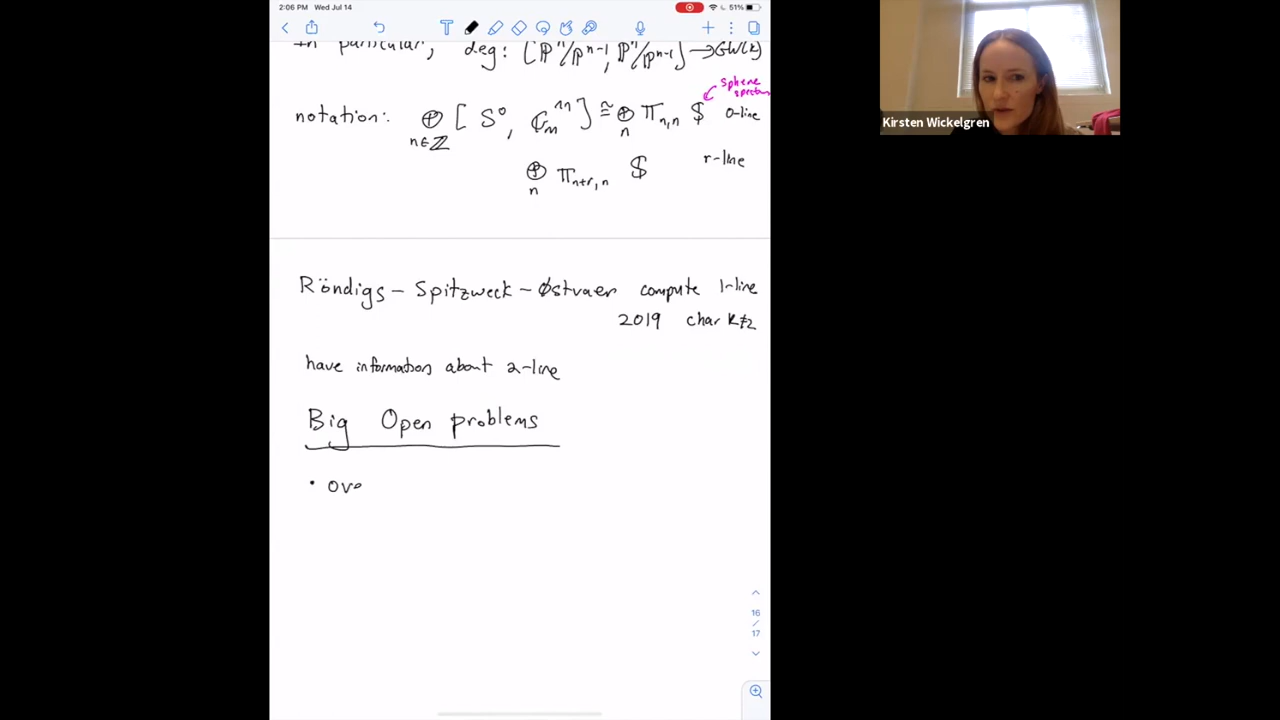 2:06 PM Wed Jul 14
51%
In particular, deg: [ℙⁿ/ℙⁿ⁻¹, ℙⁿ/ℙⁿ⁻¹] → GW(k)
sphere
notation: ⊕ n∈ℤ [S⁰, 𝔾ₘ^∧n] ≅ ⊕ n π_{n,n} $ 0-line
⊕ n π_{n+r,n} $ r-line
Röndigs – Spitzweck – Østvaer compute 1-line
2019 char k≠2
have information about 2-line
Big Open problems
• ove
16
/
17
Kirsten Wickelgren